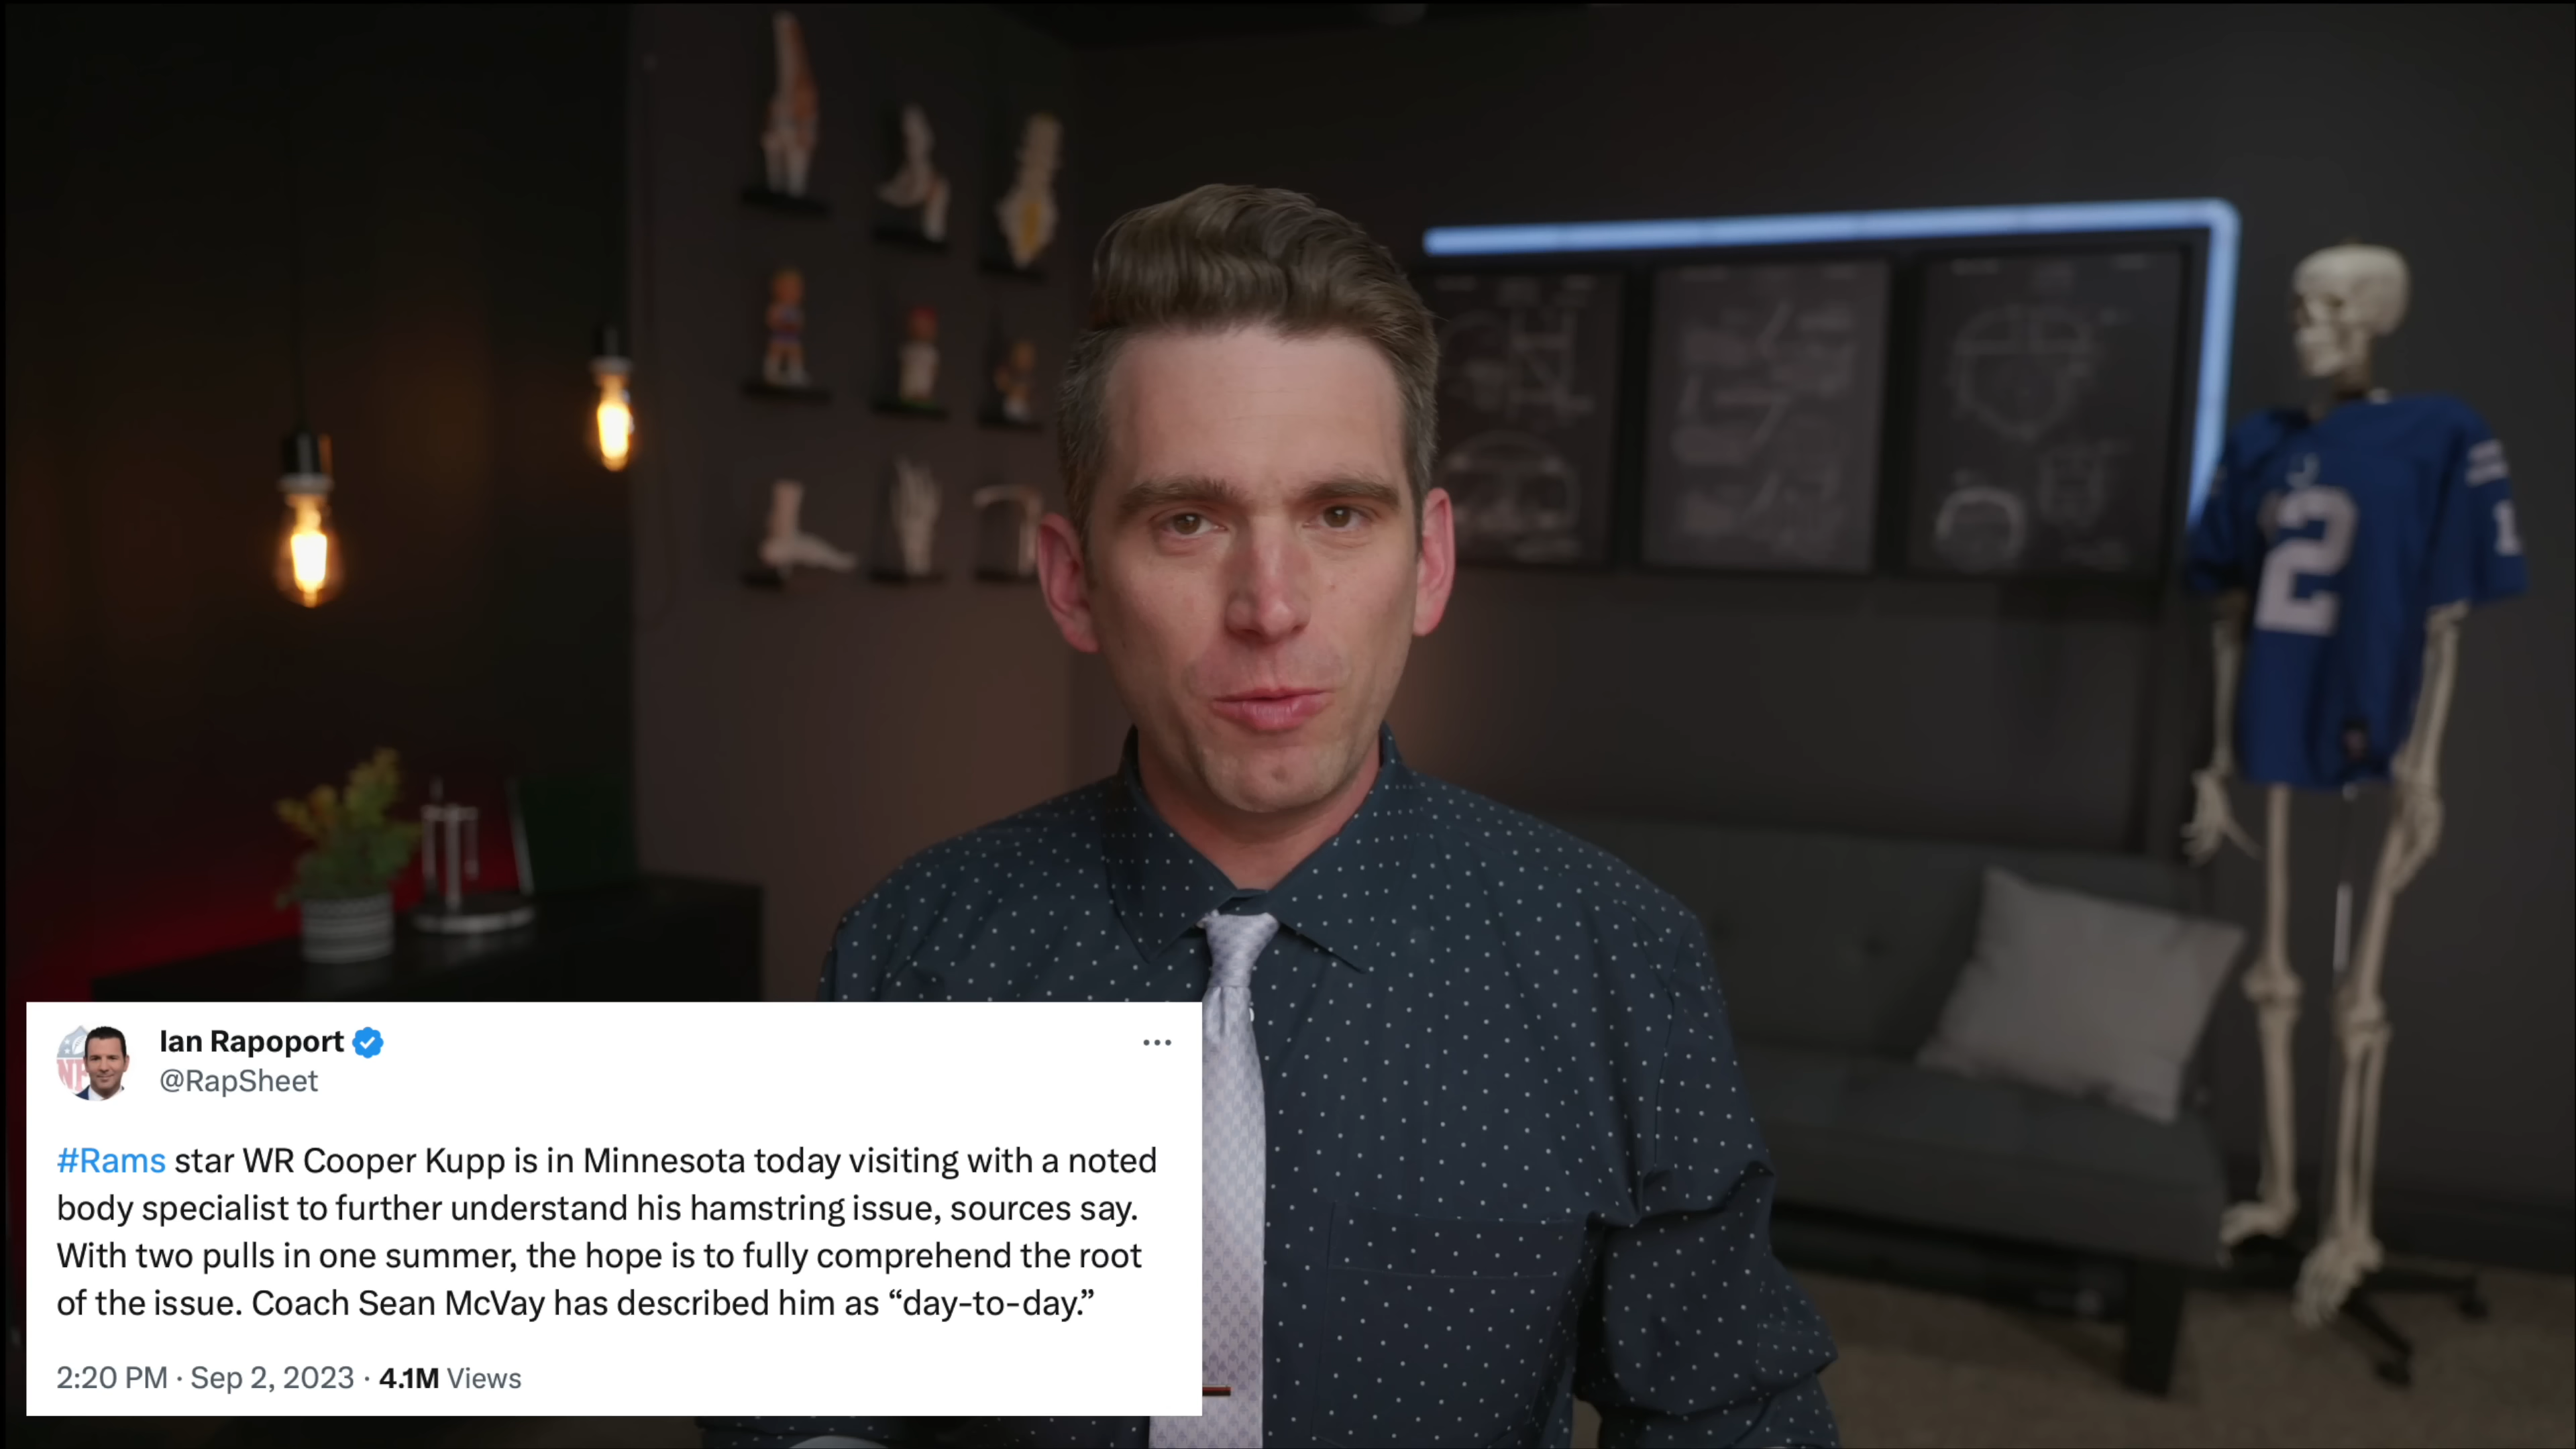 Ian Rapoport
@RapSheet
#Rams star WR Cooper Kupp is in Minnesota today visiting with a noted
body specialist to further understand his hamstring issue, sources say.
With two pulls in one summer, the hope is to fully comprehend the root
of the issue. Coach Sean McVay has described him as “day-to-day.”
2:20 PM · Sep 2, 2023 · 4.1M Views
2
1